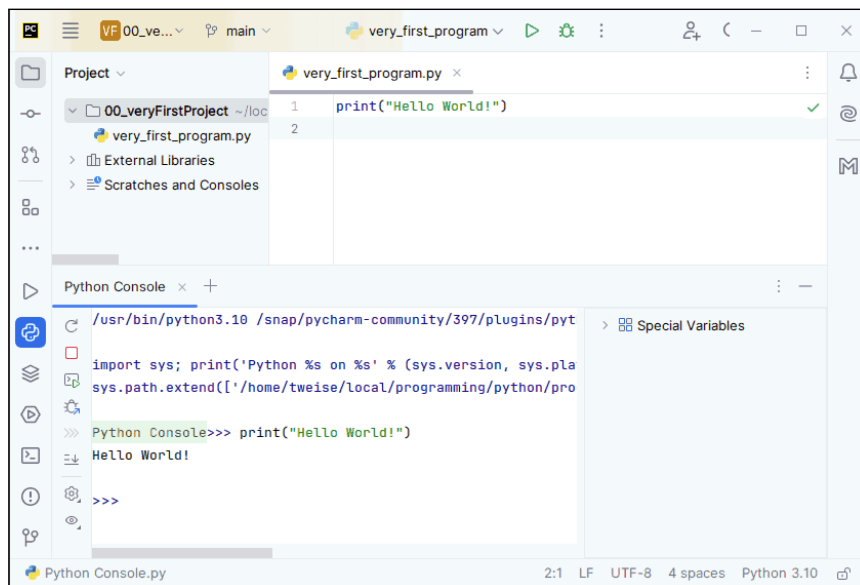 PC VF 00_ve... main very_first_program
Project
very_first_program.py
00_veryFirstProject ~/loc
very_first_program.py
External Libraries
Scratches and Consoles
1 print("Hello World!")
2
Python Console
/usr/bin/python3.10 /snap/pycharm-community/397/plugins/pyt
import sys; print('Python %s on %s' % (sys.version, sys.pla
sys.path.extend(['/home/tweise/local/programming/python/pro
Python Console>>> print("Hello World!")
Hello World!
>>>
Special Variables
Python Console.py
2:1 LF UTF-8 4 spaces Python 3.10